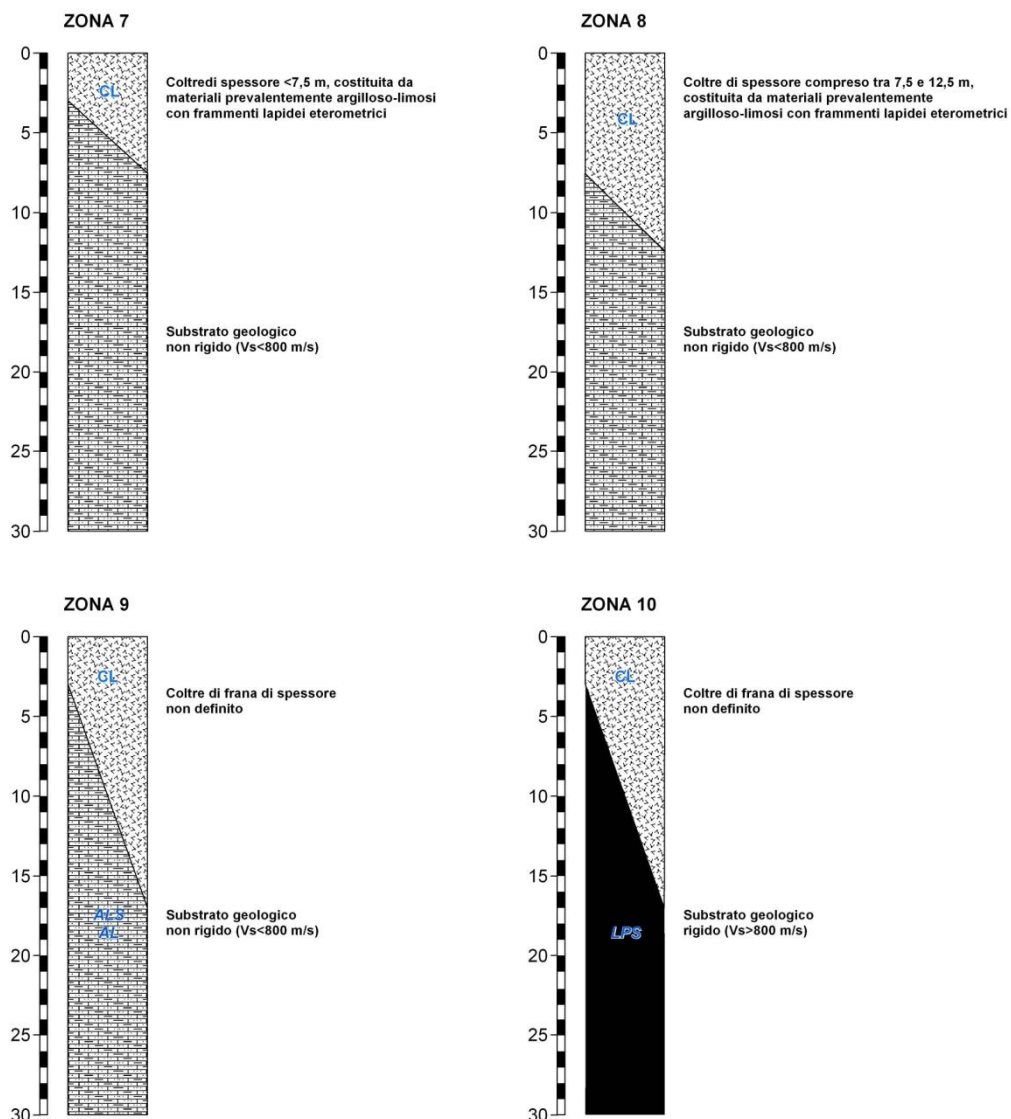 ZONA 7
0
5
10
15
20
25
30
CL
Coltredi spessore <7,5 m, costituita da
materiali prevalentemente argilloso-limosi
con frammenti lapidei eterometrici
Substrato geologico
non rigido (Vs<800 m/s)
ZONA 8
0
5
10
15
20
25
30
CL
Coltre di spessore compreso tra 7,5 e 12,5 m,
costituita da materiali prevalentemente
argilloso-limosi con frammenti lapidei eterometrici
Substrato geologico
non rigido (Vs<800 m/s)
ZONA 9
0
5
10
15
20
25
30
CL
Coltre di frana di spessore
non definito
ALS
AL
Substrato geologico
non rigido (Vs<800 m/s)
ZONA 10
0
5
10
15
20
25
30
CL
Coltre di frana di spessore
non definito
LPS
Substrato geologico
rigido (Vs>800 m/s)